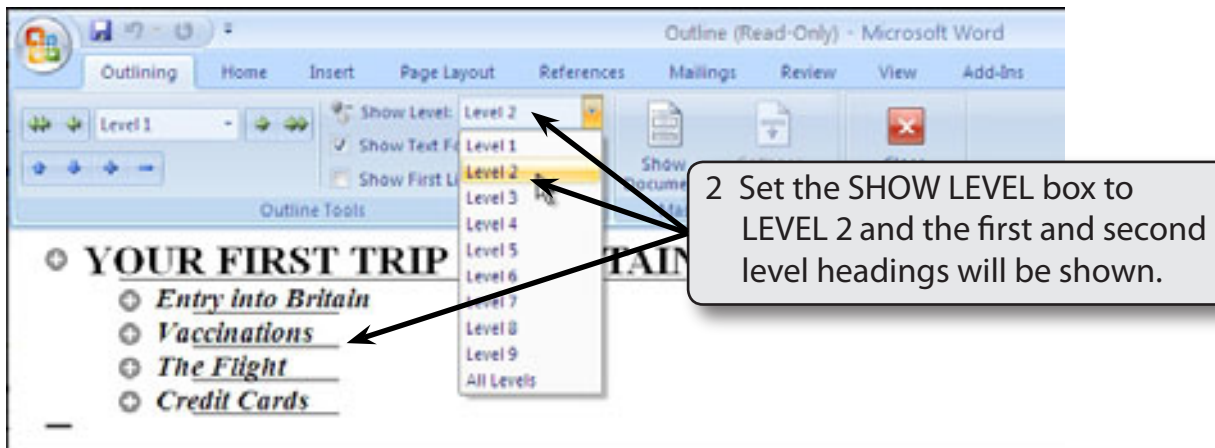 Outline (Read-Only) - Microsoft Word
Outlining Home Insert Page Layout References Mailings Review View Add-Ins
Level 1
Show Level: Level 2
Show Text Fo
Show First Li
Outline Tools
Level 1
Level 2
Level 3
Level 4
Level 5
Level 6
Level 7
Level 8
Level 9
All Levels
Show
Docume
2 Set the SHOW LEVEL box to
LEVEL 2 and the first and second
level headings will be shown.
YOUR FIRST TRIP TAIN
Entry into Britain
Vaccinations
The Flight
Credit Cards